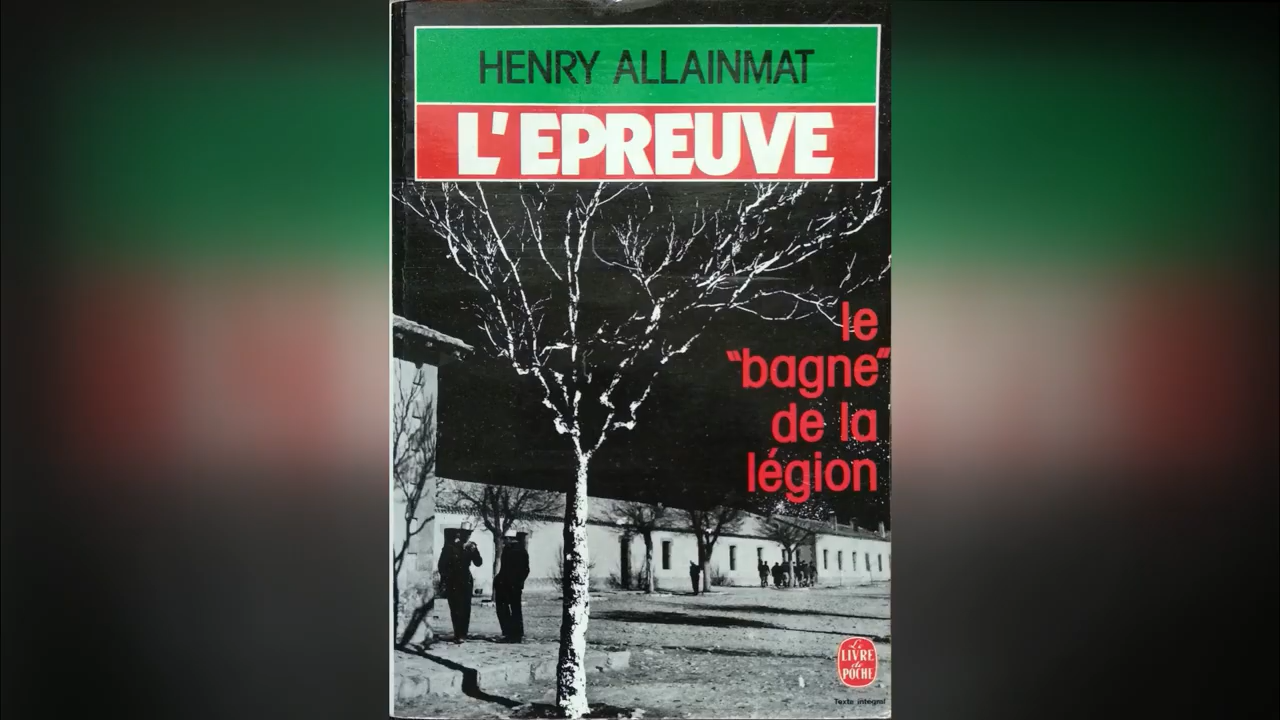 HENRY ALLAINMAT
L'EPREUVE
le
"bagne"
de la
légion
Le
LIVRE
de
POCHE
Texte intégral